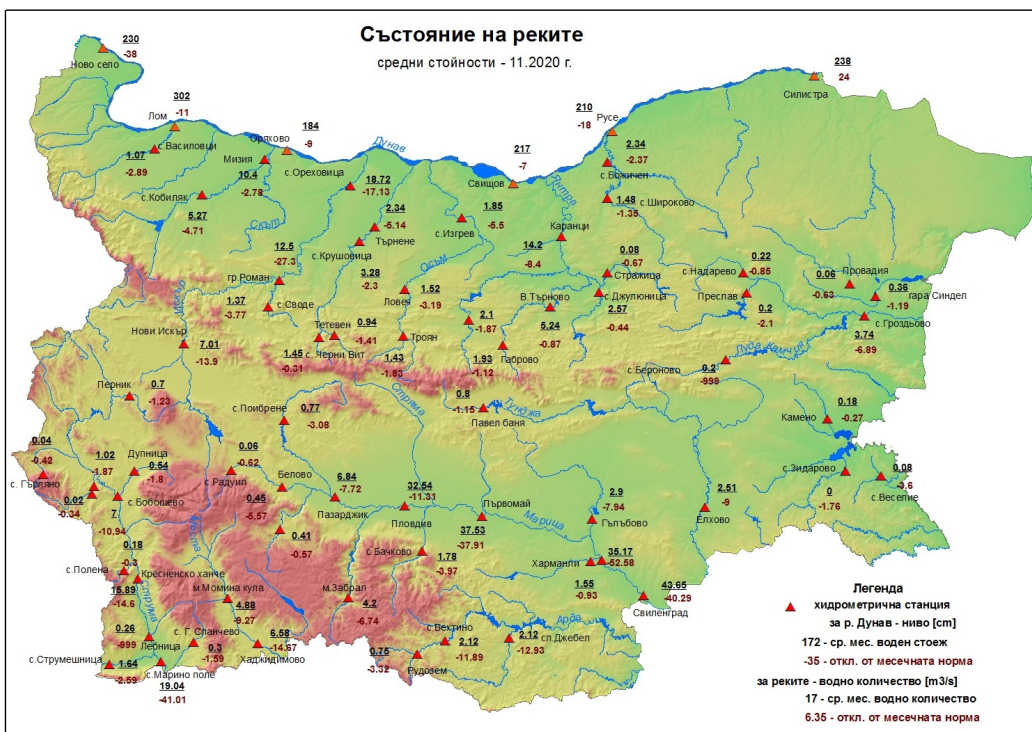 Състояние на реките
средни стойности - 11.2020 г.
230
-38
Ново село
238
24
Силистра
302
-11
Лом
210
-18
Русе
184
-9
Оряхово
217
-7
Свищов
Дунав
1.07
-2.89
с.Василовци
Мизия
10.4
-2.78
с.Ореховица
18.72
-17.13
2.34
-2.37
с.Божичен
с.Кобиляк
5.27
-4.71
Скът
2.34
-5.14
Търнене
1.85
-5.5
с.Изгрев
Янтра
1.48
-1.35
с.Широково
с.Крушовица
3.28
-2.3
14.2
-8.4
Каранци
12.5
-27.3
гр.Роман
Осъм
0.08
-0.67
Стражица
с.Надарево
0.22
-0.85
0.06
-0.63
Провадия
1.37
-3.77
с.Своде
Ловеч
1.52
-3.19
В.Търново
5.24
-0.87
с.Джулюница
2.57
-0.44
Преслав
0.2
-2.1
0.36
-1.19
гара Синдел
Искър
Нови Искър
7.01
-13.9
Тетевен
0.94
-1.41
1.45
-0.31
с. Черни Вит
Троян
1.43
-1.83
2.1
-1.87
1.93
-1.12
Габрово
с.Гроздьово
3.74
-6.89
Луда Камчия
с.Бероново
0.2
-999
Перник
0.7
-1.23
с.Поибрене
0.77
-3.08
Стряма
0.8
-1.15
Павел баня
Тунджа
0.18
-0.27
Камено
0.04
-0.42
с. Гърляно
1.02
-1.87
Дупница
0.54
-1.8
0.06
-0.62
с.Радуил
Белово
0.45
-5.57
6.84
-7.72
Пазарджик
32.54
-11.31
Пловдив
Първомай
37.53
-37.91
Марица
2.9
-7.94
Гълъбово
2.51
-9
Елхово
с.Зидарово
0
-1.76
0.08
-3.6
с.Веселие
0.02
-0.34
с.Бобошево
7
-10.94
0.41
-0.57
Места
с.Бачково
1.78
-3.97
Харманли
35.17
-52.58
1.55
-0.93
43.65
-40.29
Свиленград
0.18
-0.3
с.Полена
Кресненско ханче
15.89
-14.6
Струма
м.Момина кула
4.88
-9.27
м.Забрал
4.2
-6.74
Арда
0.26
-999
Лебница
с. Г. Спанчево
0.3
-1.59
6.58
-14.67
Хаджидимово
с.Вехтино
2.12
-11.89
сп.Джебел
2.12
-12.93
0.75
-3.32
Рудозем
с.Струмешница
1.64
-2.59
с.Марино поле
19.04
-41.01
Легенда
хидрометрична станция
за р. Дунав - ниво [cm]
172 - ср. мес. воден стоеж
-35 - откл. от месечната норма
за реките - водно количество [m3/s]
17 - ср. мес. водно количество
6.35 - откл. от месечната норма